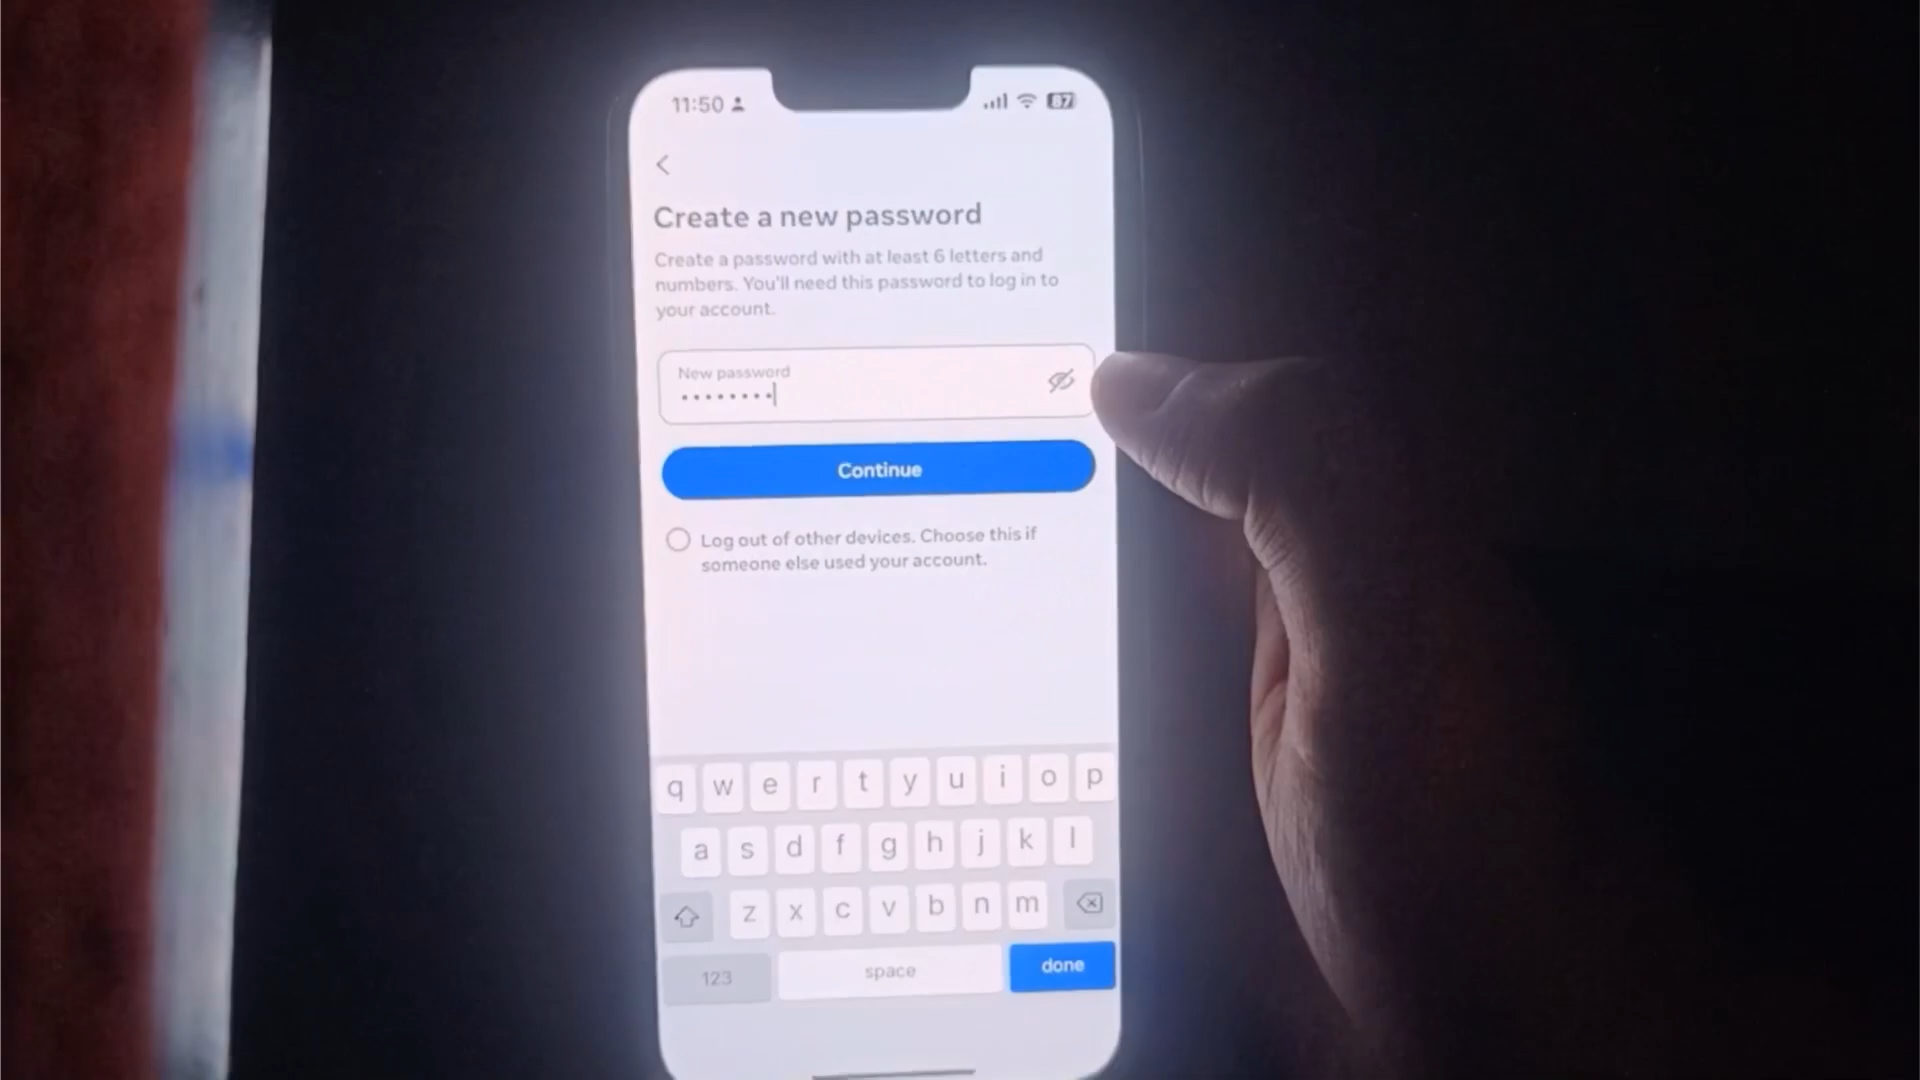 11:50
87
Create a new password
Create a password with at least 6 letters and
numbers. You'll need this password to log in to
your account.
New password
••••••••
Continue
Log out of other devices. Choose this if
someone else used your account.
q w e r t y u i o p
a s d f g h j k l
z x c v b n m
123 space done